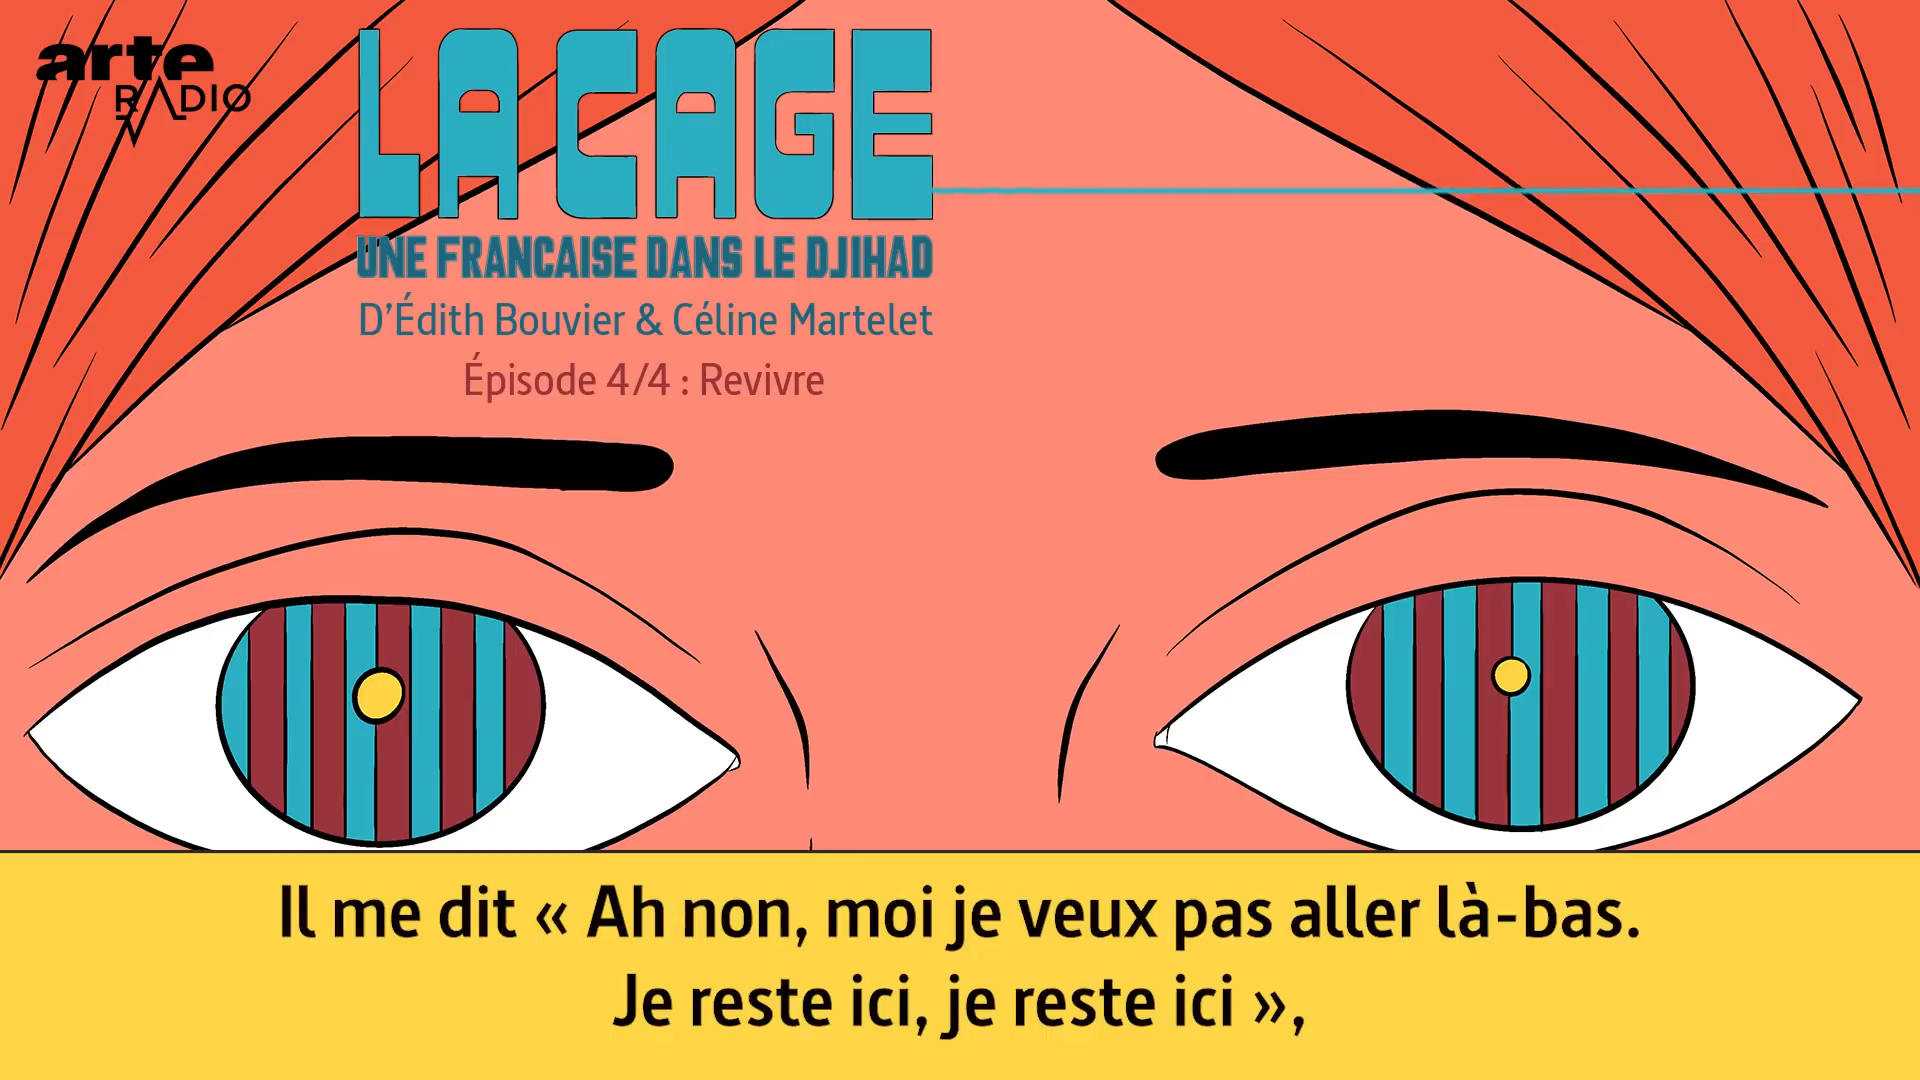 arte
RADIO
LA CAGE
UNE FRANCAISE DANS LE DJIHAD
D'Édith Bouvier & Céline Martelet
Épisode 4/4 : Revivre
Il me dit « Ah non, moi je veux pas aller là-bas.
Je reste ici, je reste ici »,